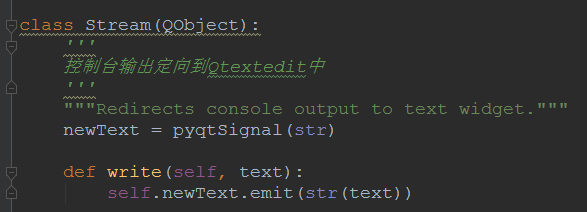 class Stream(QObject):
    '''
    控制台输出定向到Qtextedit中
    '''
    """Redirects console output to text widget."""
    newText = pyqtSignal(str)

    def write(self, text):
        self.newText.emit(str(text))